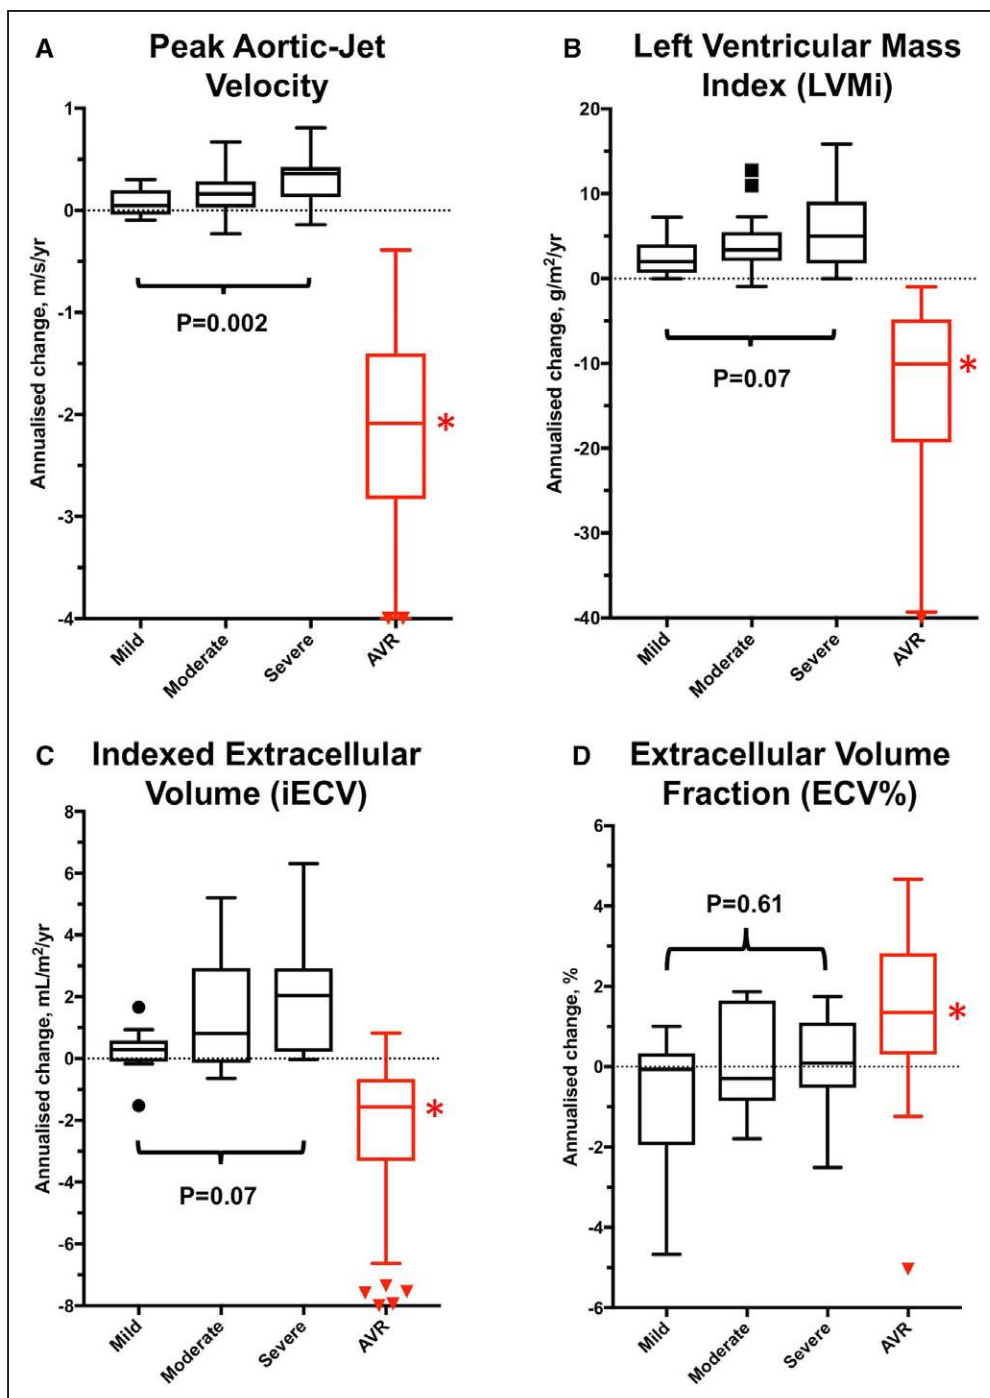 A
Peak Aortic-Jet
Velocity
Annualised change, m/s/yr
1
0
-1
-2
-3
-4
P=0.002
*
Mild
Moderate
Severe
AVR
B
Left Ventricular Mass
Index (LVMi)
Annualised change, g/m²/yr
20
10
0
-10
-20
-30
-40
P=0.07
*
Mild
Moderate
Severe
AVR
C
Indexed Extracellular
Volume (iECV)
Annualised change, mL/m²/yr
8
6
4
2
0
-2
-4
-6
-8
P=0.07
*
Mild
Moderate
Severe
AVR
D
Extracellular Volume
Fraction (ECV%)
Annualised change, %
6
4
2
0
-2
-4
-6
P=0.61
*
Mild
Moderate
Severe
AVR